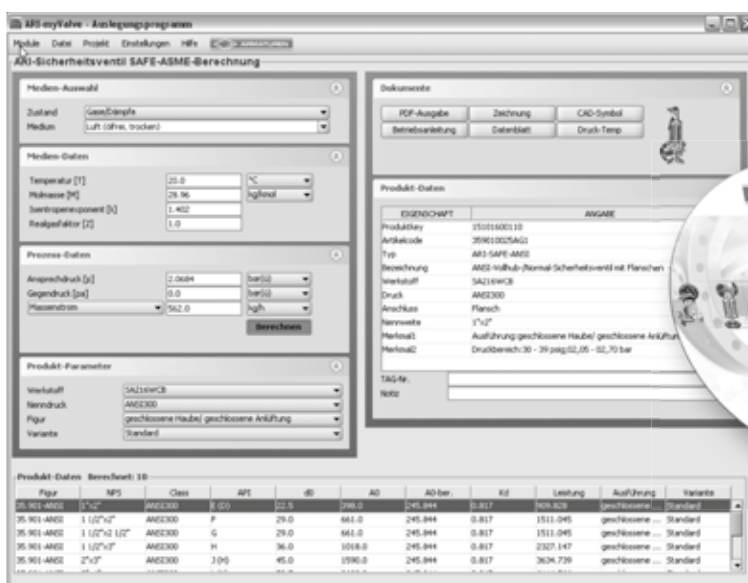 ARI-myValve - Auslegungsprogramm
Module Datei Projekt Einstellungen Hilfe
ARI-Sicherheitsventil SAFE-ASME-Berechnung
Medien-Auswahl
Zustand Gase/Dämpfe
Medium Luft (ölfrei, trocken)
Medien-Daten
Temperatur [T] 20.0 °C
Molmasse [M] 28.96 kg/kmol
Isentropenexponent [k] 1.402
Realgasfaktor [Z] 1.0
Prozess-Daten
Ansprechdruck [p] 2.0684 bar(ü)
Gegendruck [pa] 0.0 bar(ü)
Massenstrom 562.0 kg/h
Berechnen
Produkt-Parameter
Werkstoff SA216WCB
Nenndruck ANSI300
Figur geschlossene Haube/ geschlossene Anlüftung
Variante Standard
Dokumente
PDF-Ausgabe Zeichnung CAD-Symbol
Betriebsanleitung Datenblatt Druck-Temp
Produkt-Daten
EIGENSCHAFT ANGABE
Produktkey 15101600110
Artikelcode 359010025AG1
Typ ARI-SAFE-ANSI
Bezeichnung ANSI-Vollhub-/Normal-Sicherheitsventil mit Flanschen
Werkstoff SA216WCB
Druck ANSI300
Anschluss Flansch
Nennweite 1"x2"
Merkmal1 Ausführung:geschlossene Haube/ geschlossene Anlüftun
Merkmal2 Druckbereich:30 - 39 psig;02,05 - 02,70 bar
TAG-Nr.
Notiz
Produkt-Daten Berechnet: 10
Figur NPS Class API d0 A0 A0-ber. Kd Leistung Ausführung Variante
35.901-ANSI 1"x2" ANSI300 E (D) 22.5 398.0 245.844 0.817 909.828 geschlossene ... Standard
35.901-ANSI 1 1/2"x2" ANSI300 F 29.0 661.0 245.844 0.817 1511.045 geschlossene ... Standard
35.901-ANSI 1 1/2"x2 1/2" ANSI300 G 29.0 661.0 245.844 0.817 1511.045 geschlossene ... Standard
35.901-ANSI 1 1/2"x3" ANSI300 H 36.0 1018.0 245.844 0.817 2327.147 geschlossene ... Standard
35.901-ANSI 2"x3" ANSI300 J (H) 45.0 1590.0 245.844 0.817 3634.739 geschlossene ... Standard